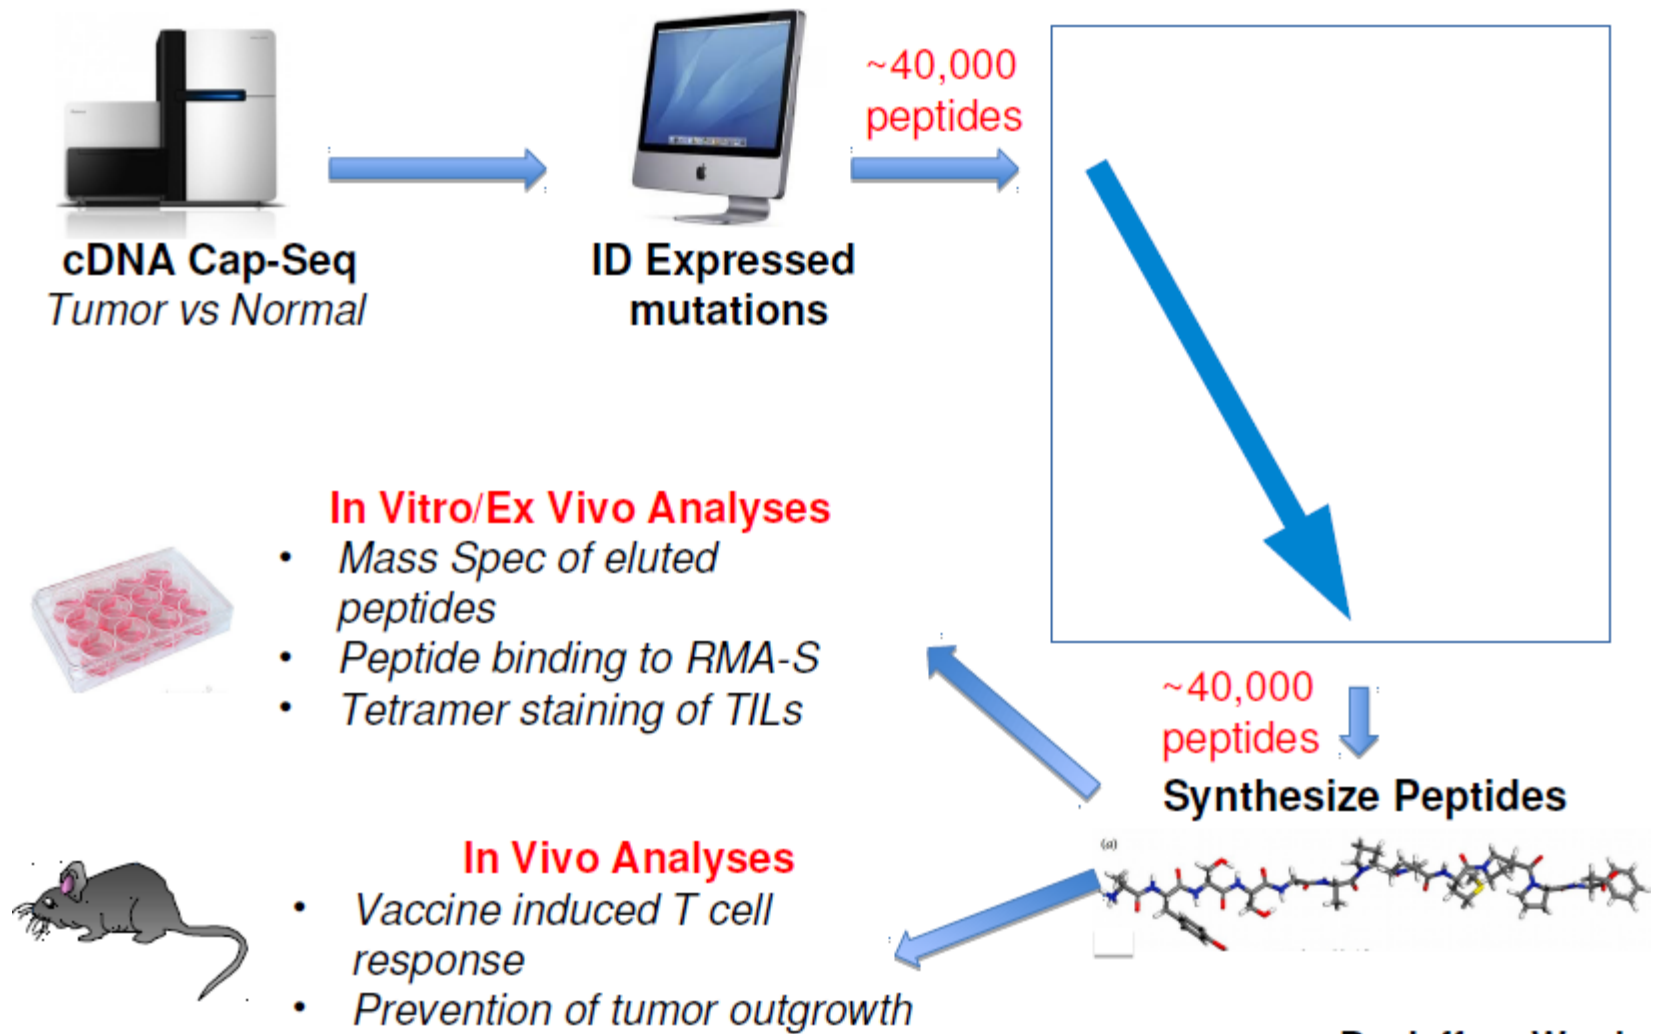 ~40,000
peptides
cDNA Cap-Seq
Tumor vs Normal
ID Expressed
mutations
In Vitro/Ex Vivo Analyses
• Mass Spec of eluted
peptides
• Peptide binding to RMA-S
• Tetramer staining of TILs
~40,000
peptides
Synthesize Peptides
(a)
In Vivo Analyses
• Vaccine induced T cell
response
• Prevention of tumor outgrowth